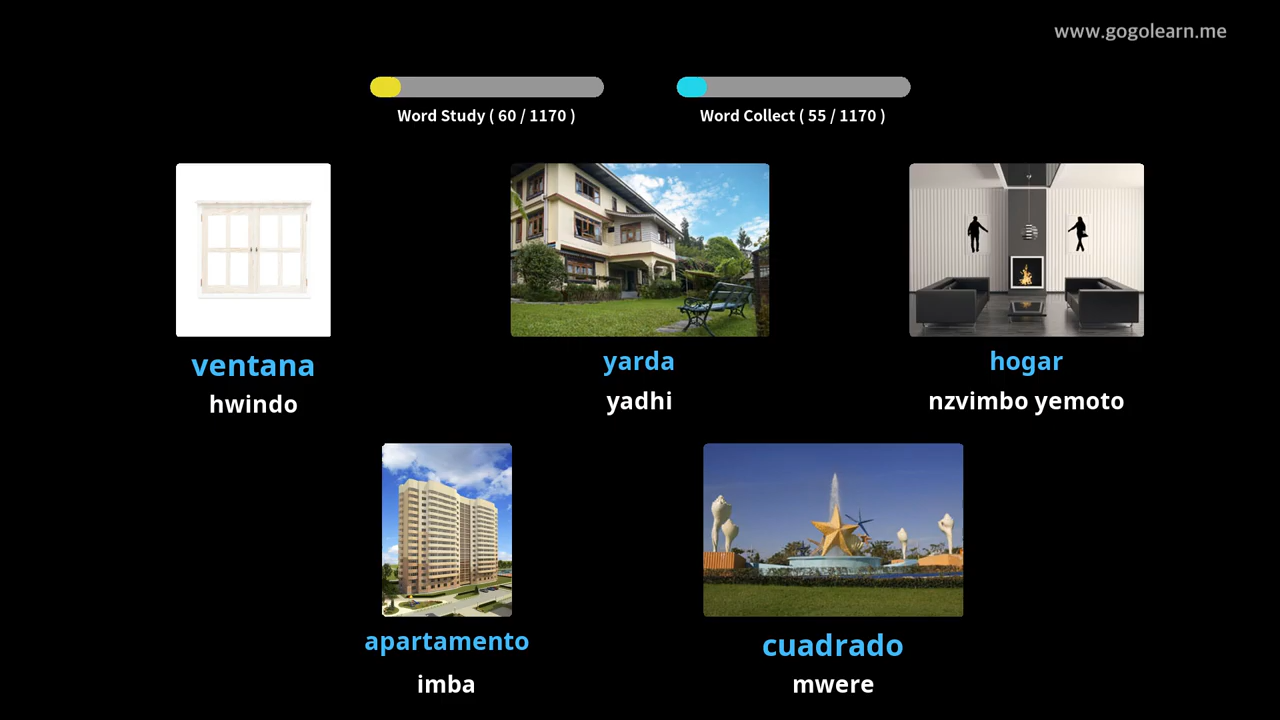 www.gogolearn.me
Word Study ( 60 / 1170 )
Word Collect ( 55 / 1170 )
ventana
hwindo
yarda
yadhi
hogar
nzvimbo yemoto
apartamento
imba
cuadrado
mwere